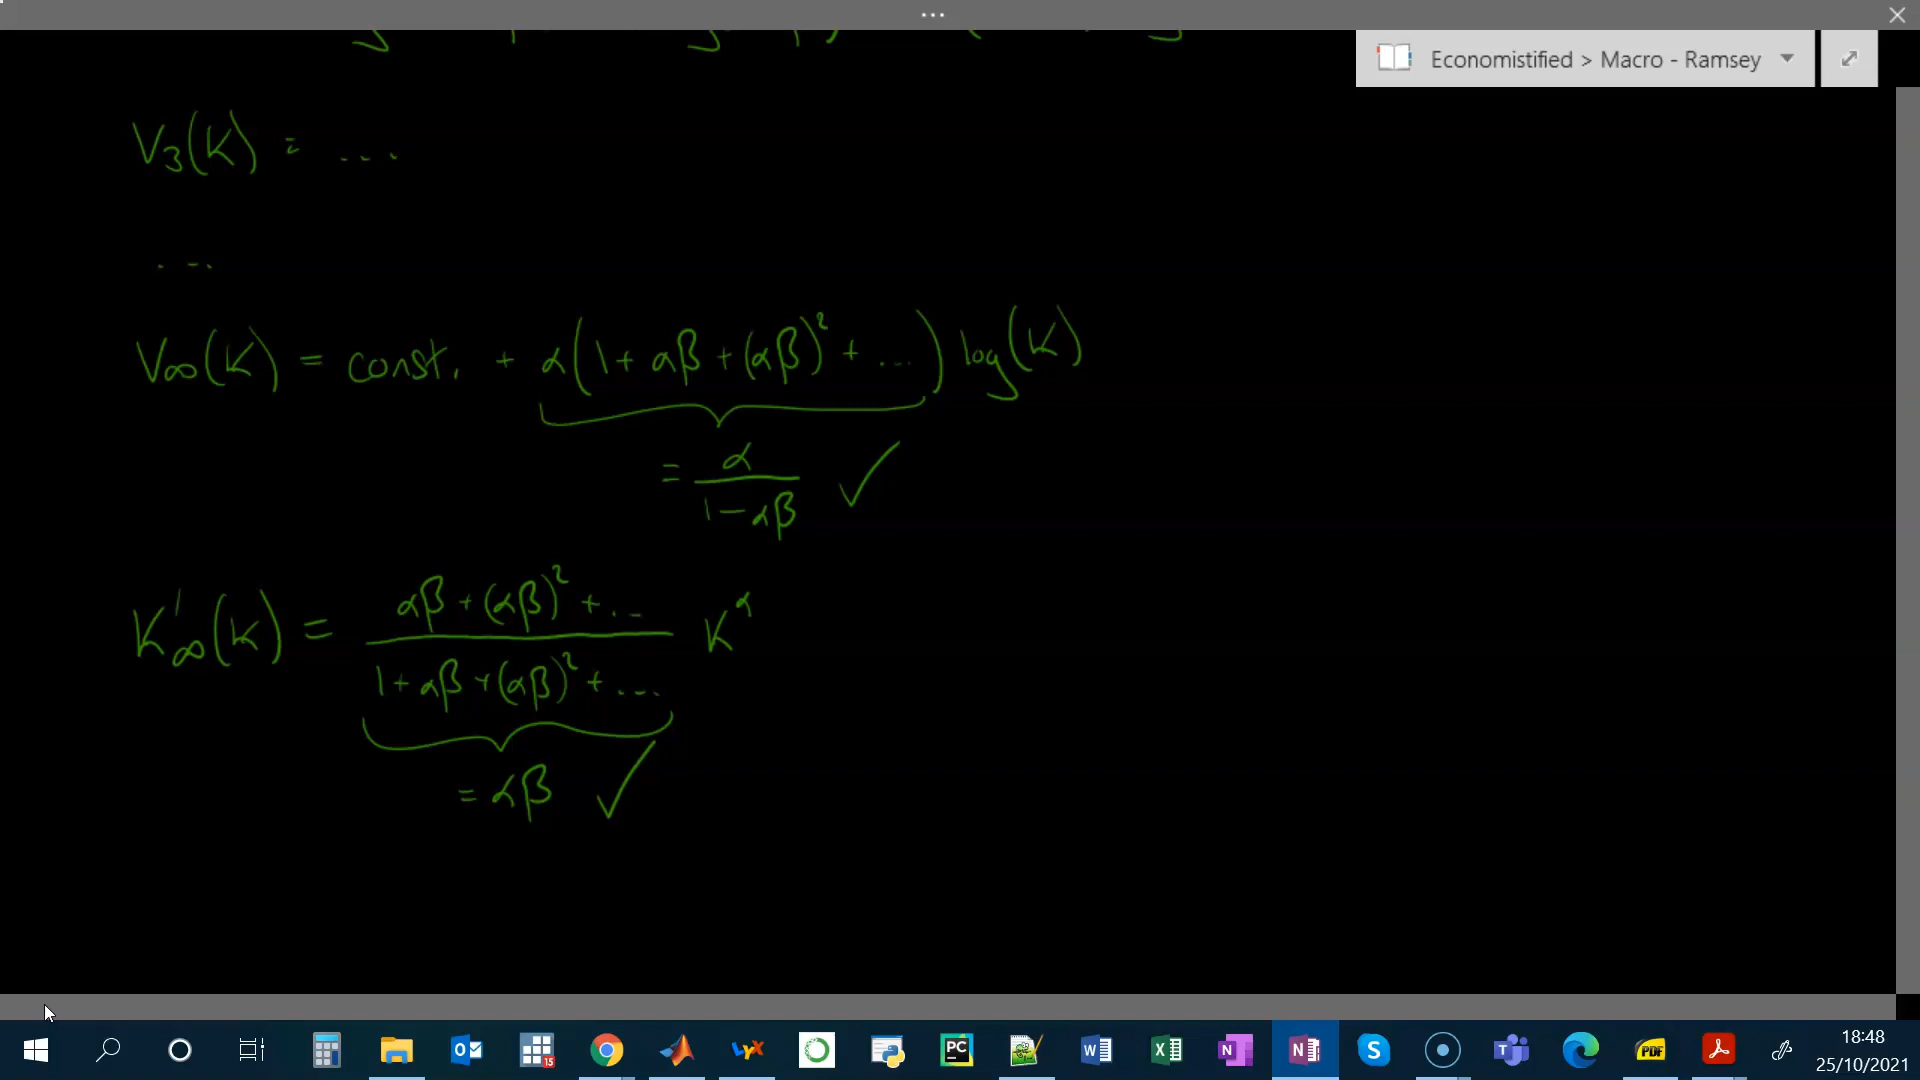 Economistified > Macro - Ramsey
V₃(K) = ...
...
V∞(K) = const. + α(1 + αβ + (αβ)² + ...) log(K)
= α / (1 - αβ) ✓
K'∞(K) = (αβ + (αβ)² + ...) / (1 + αβ + (αβ)² + ...) K^α
= αβ ✓
18:48
25/10/2021